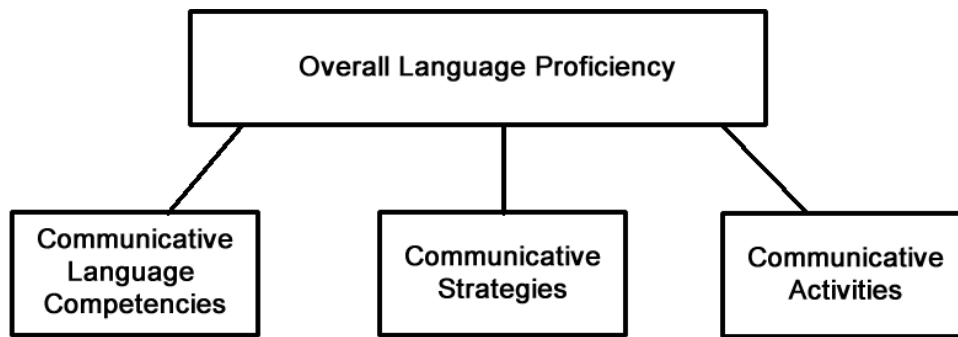 Overall Language Proficiency
Communicative
Language
Competencies
Communicative
Strategies
Communicative
Activities